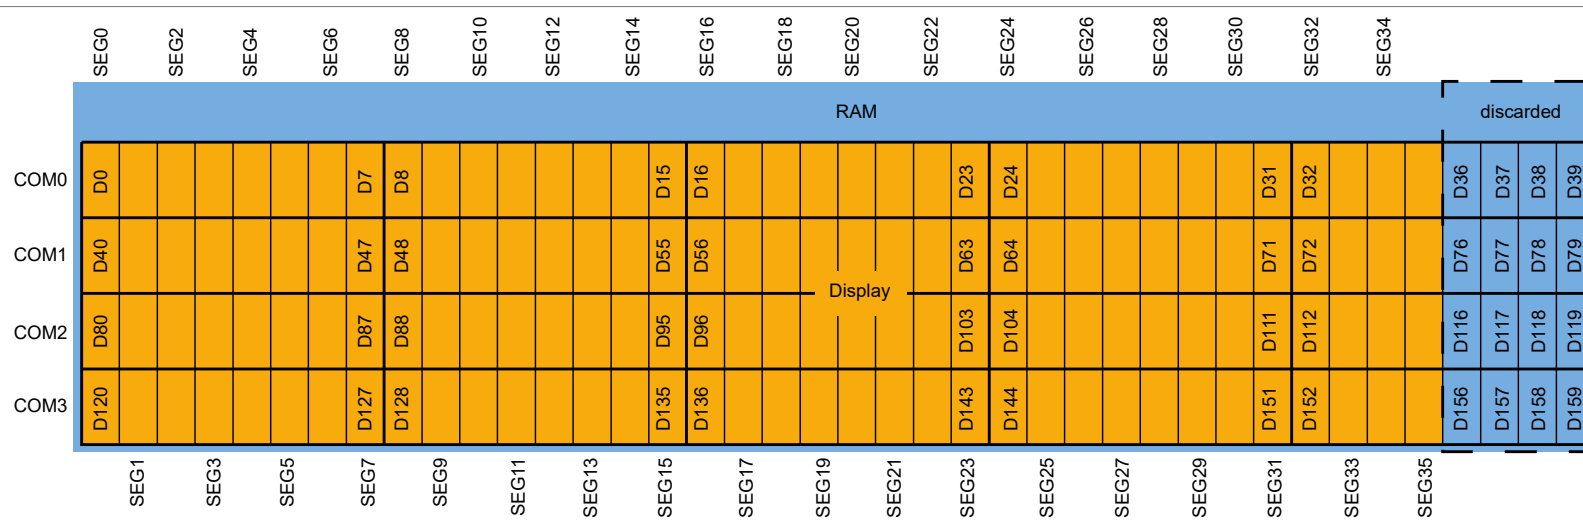 SEG0 SEG2 SEG4 SEG6 SEG8 SEG10 SEG12 SEG14 SEG16 SEG18 SEG20 SEG22 SEG24 SEG26 SEG28 SEG30 SEG32 SEG34
RAM discarded
COM0 D0 D7 D8 D15 D16 D23 D24 D31 D32 D36 D37 D38 D39
COM1 D40 D47 D48 D55 D56 D63 D64 D71 D72 D76 D77 D78 D79
Display
COM2 D80 D87 D88 D95 D96 D103 D104 D111 D112 D116 D117 D118 D119
COM3 D120 D127 D128 D135 D136 D143 D144 D151 D152 D156 D157 D158 D159
SEG1 SEG3 SEG5 SEG7 SEG9 SEG11 SEG13 SEG15 SEG17 SEG19 SEG21 SEG23 SEG25 SEG27 SEG29 SEG31 SEG33 SEG35